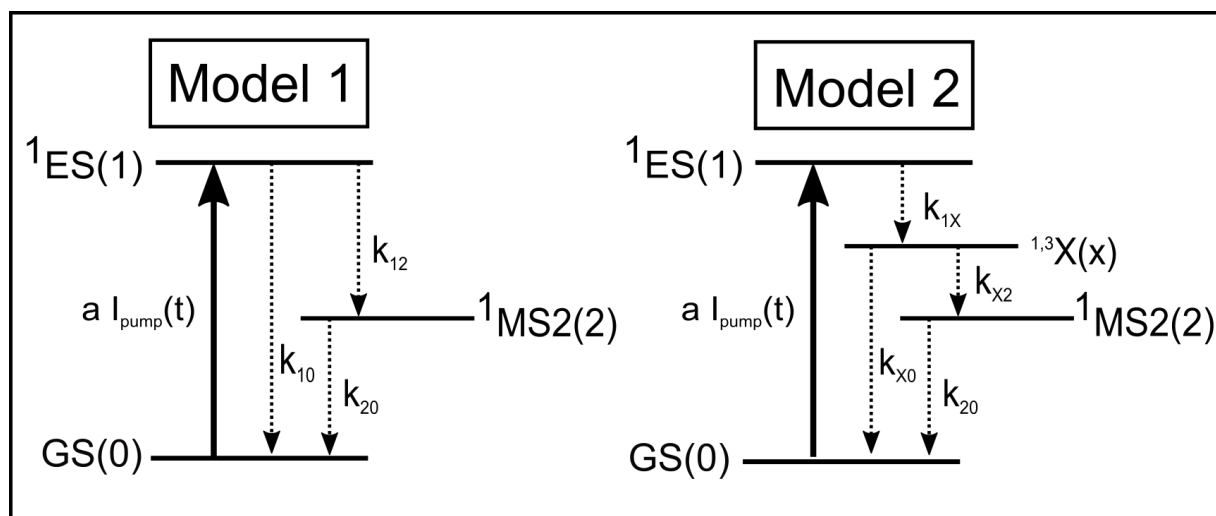 Model 1
¹ES(1)
k₁₂
a Iₚᵤₘₚ(t)
¹MS2(2)
k₁₀
k₂₀
GS(0)
Model 2
¹ES(1)
k₁X
¹,³X(x)
kX₂
a Iₚᵤₘₚ(t)
¹MS2(2)
kX₀
k₂₀
GS(0)